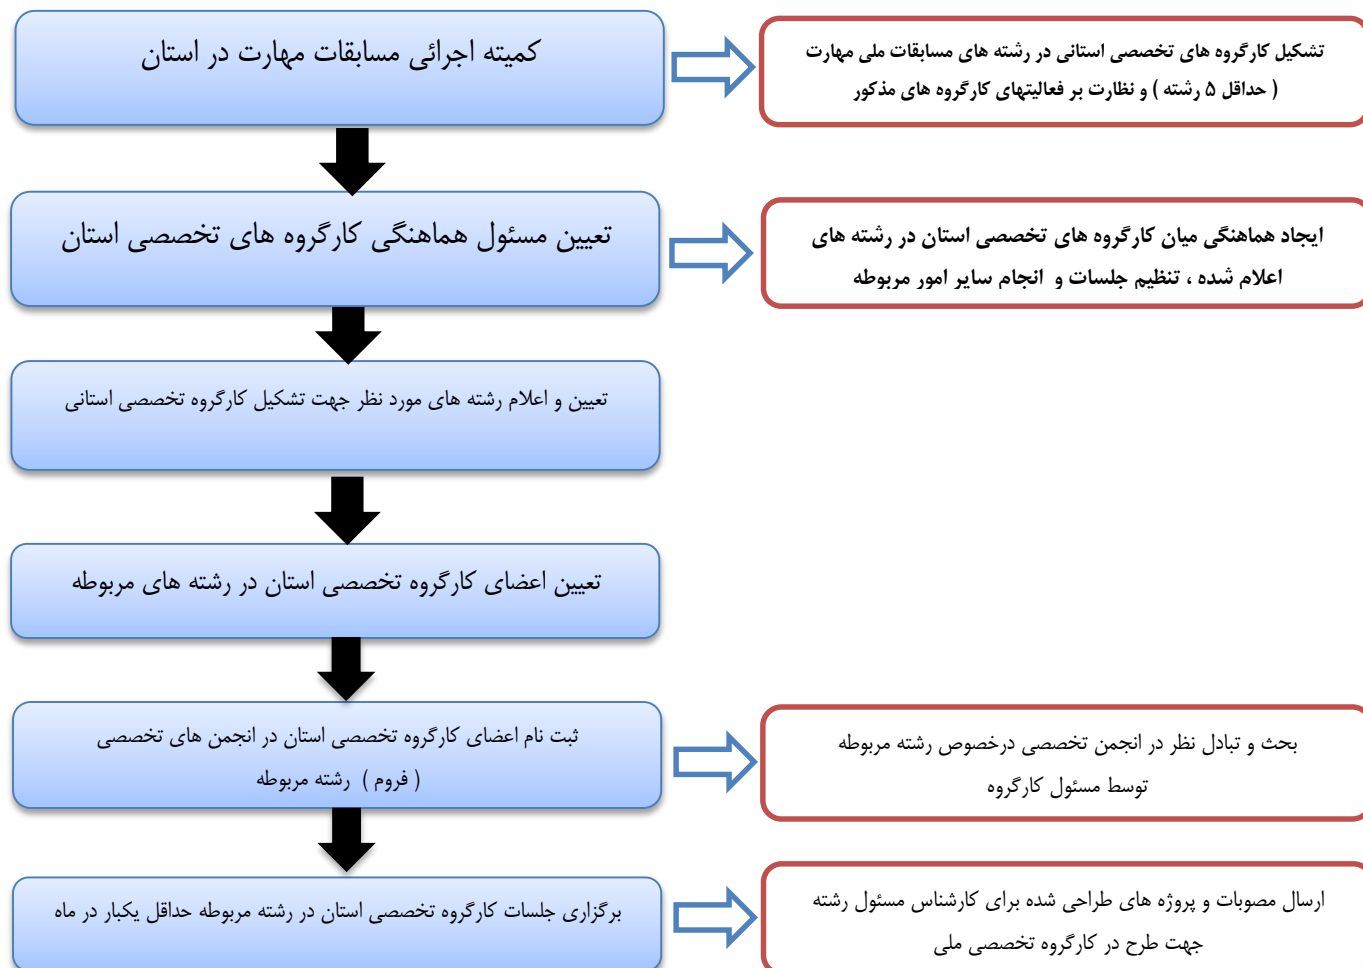 کمیته اجرائی مسابقات مهارت در استان
تشکیل کارگروه های تخصصی استانی در رشته های مسابقات ملی مهارت
( حداقل ۵ رشته ) و نظارت بر فعالیتهای کارگروه های مذکور
تعیین مسئول هماهنگی کارگروه های تخصصی استان
ایجاد هماهنگی میان کارگروه های تخصصی استان در رشته های
اعلام شده ، تنظیم جلسات و انجام سایر امور مربوطه
تعیین و اعلام رشته های مورد نظر جهت تشکیل کارگروه تخصصی استانی
تعیین اعضای کارگروه تخصصی استان در رشته های مربوطه
ثبت نام اعضای کارگروه تخصصی استان در انجمن های تخصصی
( فروم ) رشته مربوطه
بحث و تبادل نظر در انجمن تخصصی درخصوص رشته مربوطه
توسط مسئول کارگروه
برگزاری جلسات کارگروه تخصصی استان در رشته مربوطه حداقل یکبار در ماه
ارسال مصوبات و پروژه های طراحی شده برای کارشناس مسئول رشته
جهت طرح در کارگروه تخصصی ملی